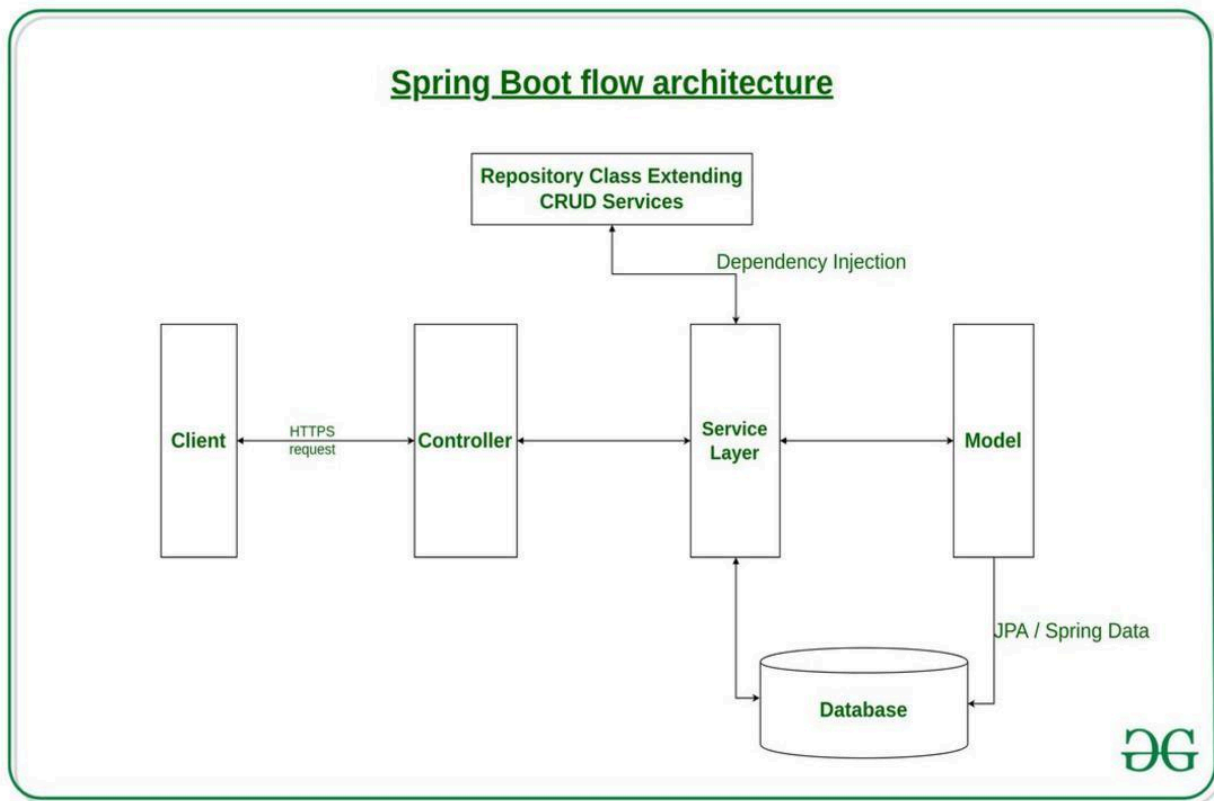 Spring Boot flow architecture
Repository Class Extending
CRUD Services
Dependency Injection
Client
HTTPS
request
Controller
Service
Layer
Model
JPA / Spring Data
Database